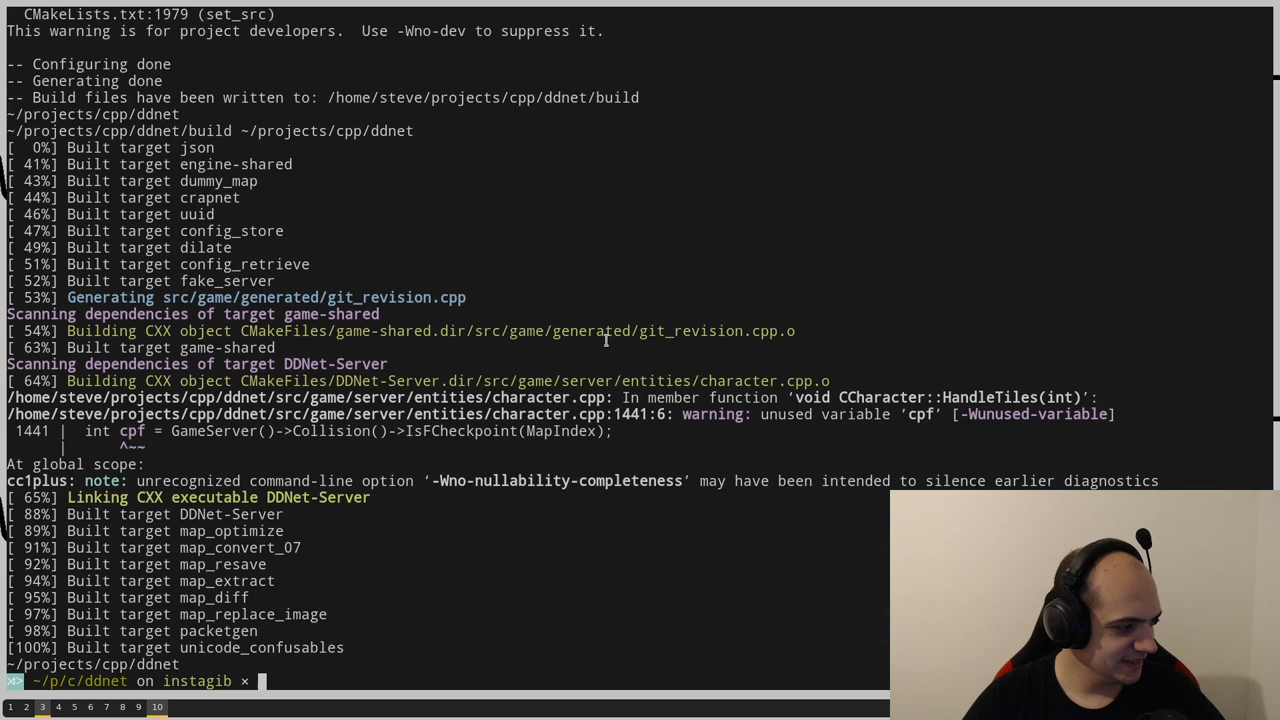 CMakeLists.txt:1979 (set_src)
This warning is for project developers.  Use -Wno-dev to suppress it.
-- Configuring done
-- Generating done
-- Build files have been written to: /home/steve/projects/cpp/ddnet/build
~/projects/cpp/ddnet
~/projects/cpp/ddnet/build ~/projects/cpp/ddnet
[  0%] Built target json
[ 41%] Built target engine-shared
[ 43%] Built target dummy_map
[ 44%] Built target crapnet
[ 46%] Built target uuid
[ 47%] Built target config_store
[ 49%] Built target dilate
[ 51%] Built target config_retrieve
[ 52%] Built target fake_server
[ 53%] Generating src/game/generated/git_revision.cpp
Scanning dependencies of target game-shared
[ 54%] Building CXX object CMakeFiles/game-shared.dir/src/game/generated/git_revision.cpp.o
[ 63%] Built target game-shared
Scanning dependencies of target DDNet-Server
[ 64%] Building CXX object CMakeFiles/DDNet-Server.dir/src/game/server/entities/character.cpp.o
/home/steve/projects/cpp/ddnet/src/game/server/entities/character.cpp: In member function ‘void CCharacter::HandleTiles(int)’:
/home/steve/projects/cpp/ddnet/src/game/server/entities/character.cpp:1441:6: warning: unused variable ‘cpf’ [-Wunused-variable]
1441 |  int cpf = GameServer()->Collision()->IsFCheckpoint(MapIndex);
|      ^~~
At global scope:
cc1plus: note: unrecognized command-line option ‘-Wno-nullability-completeness’ may have been intended to silence earlier diagnostics
[ 65%] Linking CXX executable DDNet-Server
[ 88%] Built target DDNet-Server
[ 89%] Built target map_optimize
[ 91%] Built target map_convert_07
[ 92%] Built target map_resave
[ 94%] Built target map_extract
[ 95%] Built target map_diff
[ 97%] Built target map_replace_image
[ 98%] Built target packetgen
[100%] Built target unicode_confusables
~/projects/cpp/ddnet
~/p/c/ddnet on instagib ×
1 2 3 4 5 6 7 8 9 10